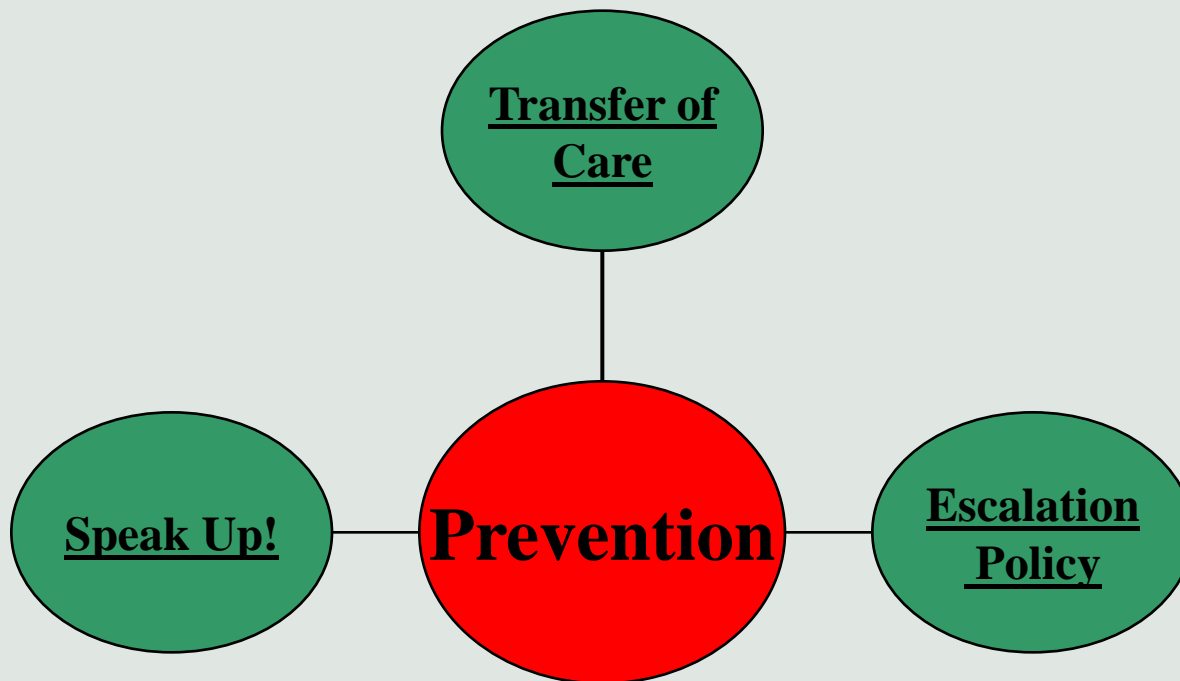 Transfer of
Care
Speak Up!
Prevention
Escalation
Policy